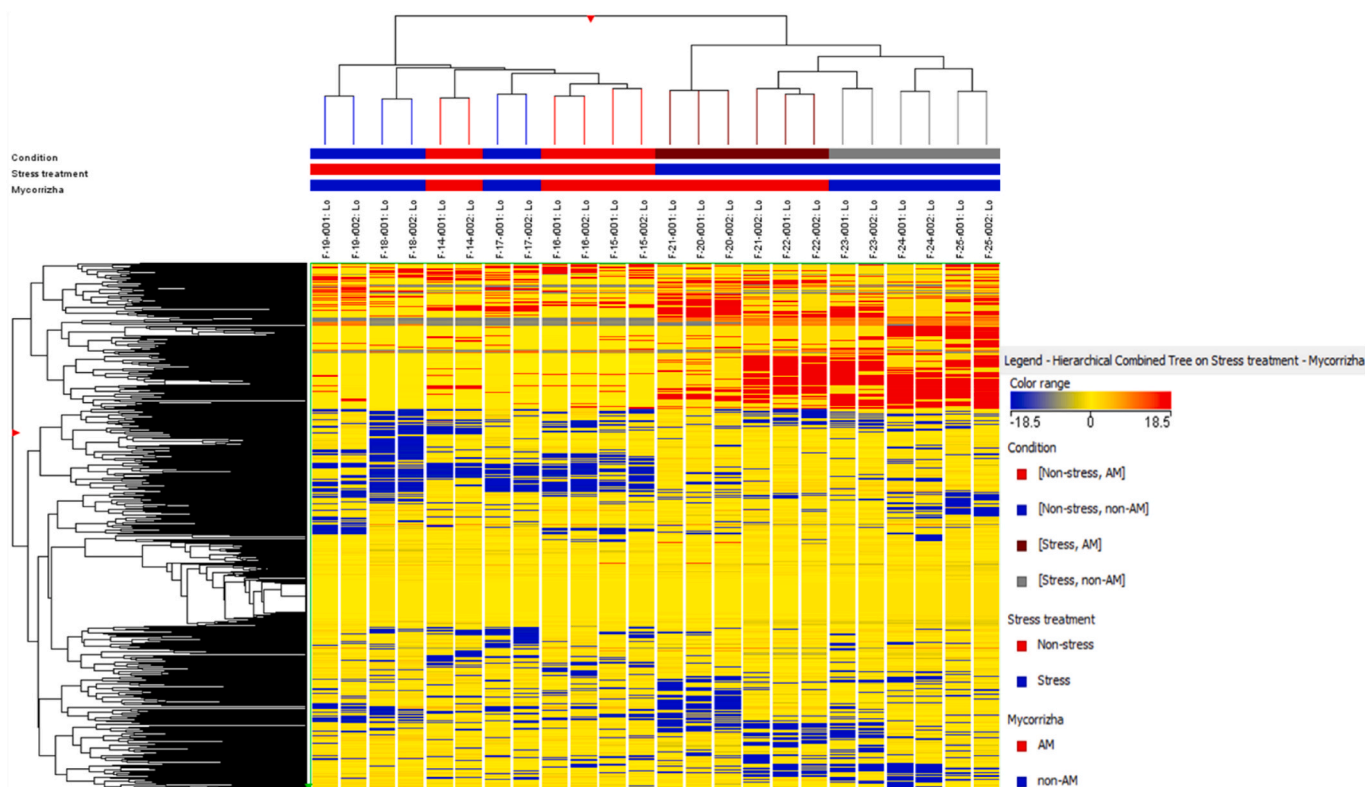 Condition
Stress treatment
Mycorrizha
F-19-r001: Lo
F-19-r002: Lo
F-18-r001: Lo
F-18-r002: Lo
F-14-r001: Lo
F-14-r002: Lo
F-17-r001: Lo
F-17-r002: Lo
F-16-r001: Lo
F-16-r002: Lo
F-15-r001: Lo
F-15-r002: Lo
F-21-r001: Lo
F-20-r001: Lo
F-20-r002: Lo
F-21-r002: Lo
F-22-r001: Lo
F-22-r002: Lo
F-23-r001: Lo
F-23-r002: Lo
F-24-r001: Lo
F-24-r002: Lo
F-25-r001: Lo
F-25-r002: Lo
Legend - Hierarchical Combined Tree on Stress treatment - Mycorrizha
Color range
-18.5 0 18.5
Condition
[Non-stress, AM]
[Non-stress, non-AM]
[Stress, AM]
[Stress, non-AM]
Stress treatment
Non-stress
Stress
Mycorrizha
AM
non-AM